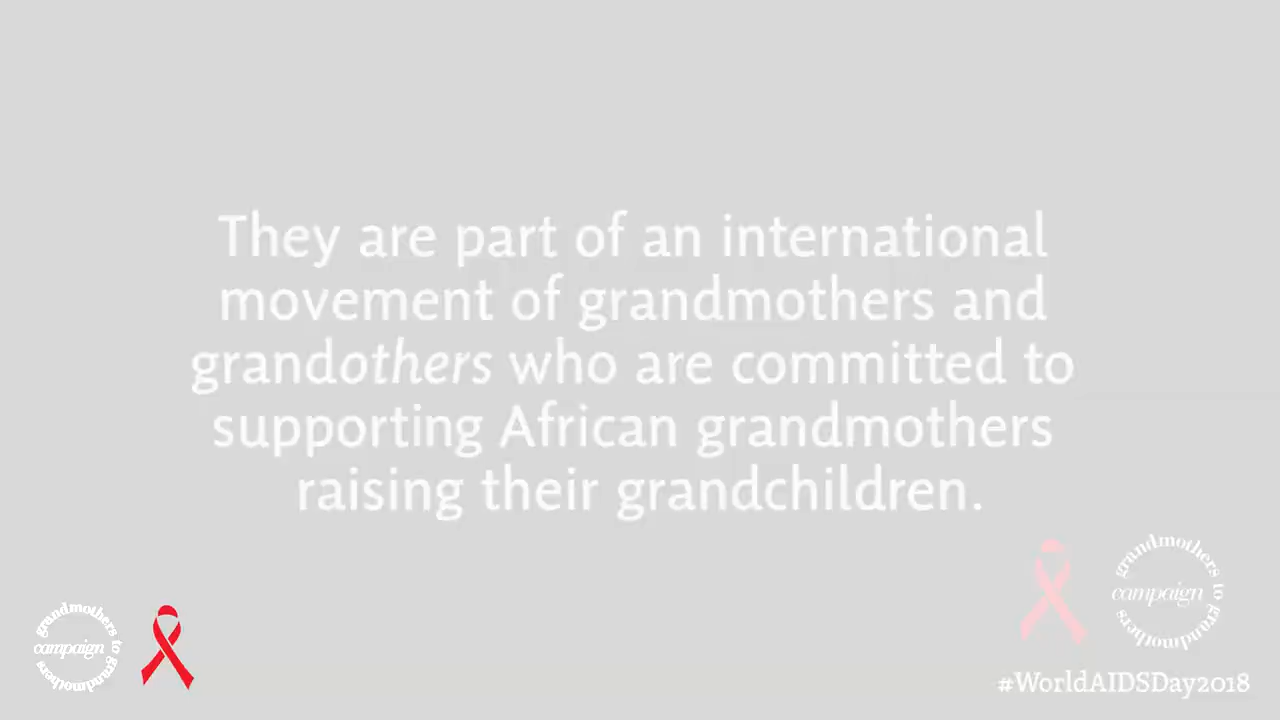 They are part of an international
movement of grandmothers and
grandothers who are committed to
supporting African grandmothers
raising their grandchildren.
grandmothers to grandmothers
campaign
grandmothers to grandmothers
campaign
#WorldAIDSDay2018